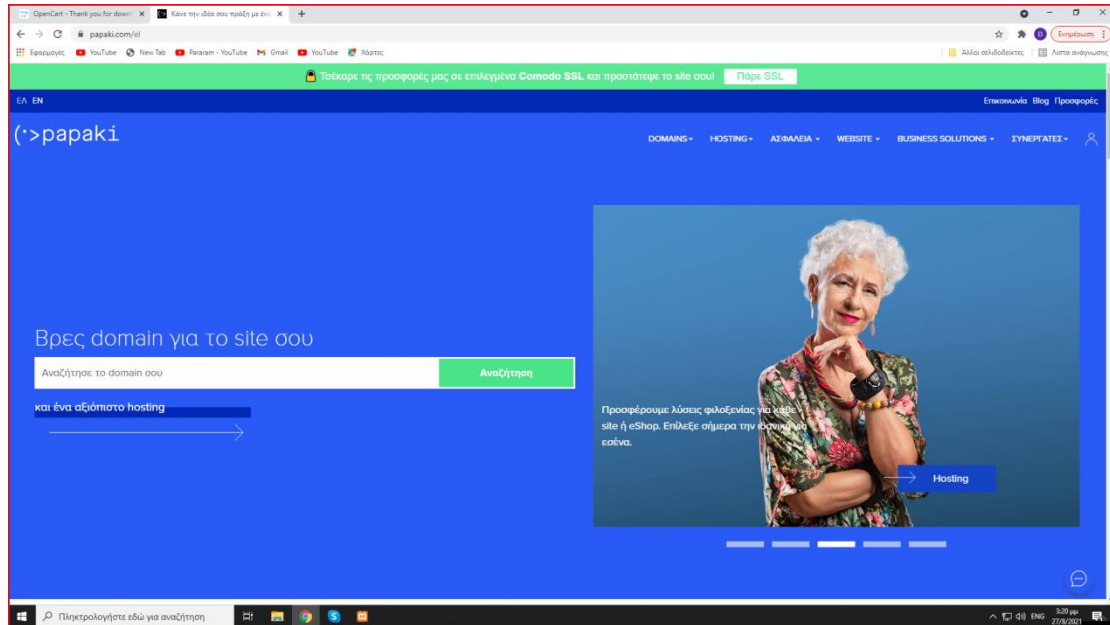 OpenCart - Thank you for downl
Κάνε την ιδέα σου πράξη με ένα
papaki.com/el
Ενημέρωση
Εφαρμογές YouTube New Tab Pararam - YouTube Gmail YouTube Χάρτες
Άλλοι σελιδοδείκτες Λίστα ανάγνωσης
Τσέκαρε τις προσφορές μας σε επιλεγμένα Comodo SSL και προστάτεψε το site σου! Πάρε SSL
ΕΛ EN
Επικοινωνία Blog Προσφορές
(·>papaki
DOMAINS HOSTING ΑΣΦΑΛΕΙΑ WEBSITE BUSINESS SOLUTIONS ΣΥΝΕΡΓΑΤΕΣ
Βρες domain για το site σου
Αναζήτησε το domain σου
Αναζήτηση
και ένα αξιόπιστο hosting
Προσφέρουμε λύσεις φιλοξενίας για κάθε
site ή eShop. Επίλεξε σήμερα την ιδανική για
εσένα.
Hosting
Πληκτρολογήστε εδώ για αναζήτηση
ENG
3:20 μμ
27/8/2021